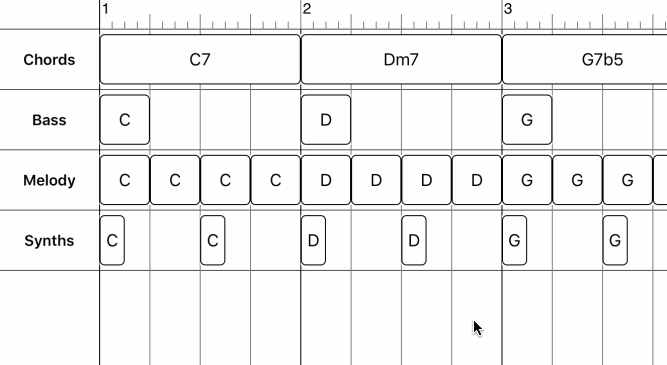 1 2 3
Chords C7 Dm7 G7b5
Bass C D G
Melody C C C C D D D D G G G
Synths C C D D G G